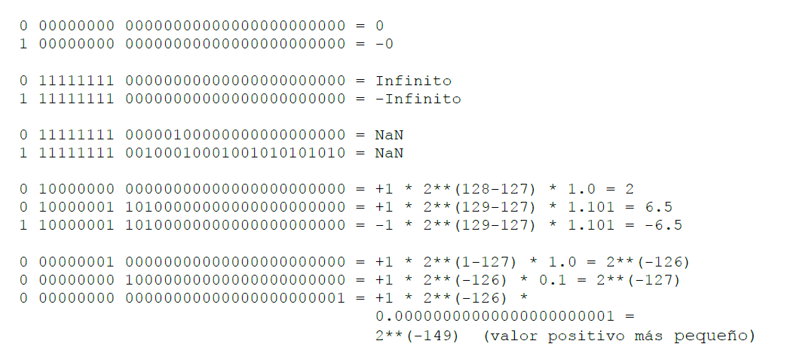 0 00000000 00000000000000000000000 = 0
1 00000000 00000000000000000000000 = -0
0 11111111 00000000000000000000000 = Infinito
1 11111111 00000000000000000000000 = -Infinito
0 11111111 00000100000000000000000 = NaN
1 11111111 00100010001001010101010 = NaN
0 10000000 00000000000000000000000 = +1 * 2**(128-127) * 1.0 = 2
0 10000001 10100000000000000000000 = +1 * 2**(129-127) * 1.101 = 6.5
1 10000001 10100000000000000000000 = -1 * 2**(129-127) * 1.101 = -6.5
0 00000001 00000000000000000000000 = +1 * 2**(1-127) * 1.0 = 2**(-126)
0 00000000 10000000000000000000000 = +1 * 2**(-126) * 0.1 = 2**(-127)
0 00000000 00000000000000000000001 = +1 * 2**(-126) *
0.00000000000000000000001 =
2**(-149) (valor positivo más pequeño)